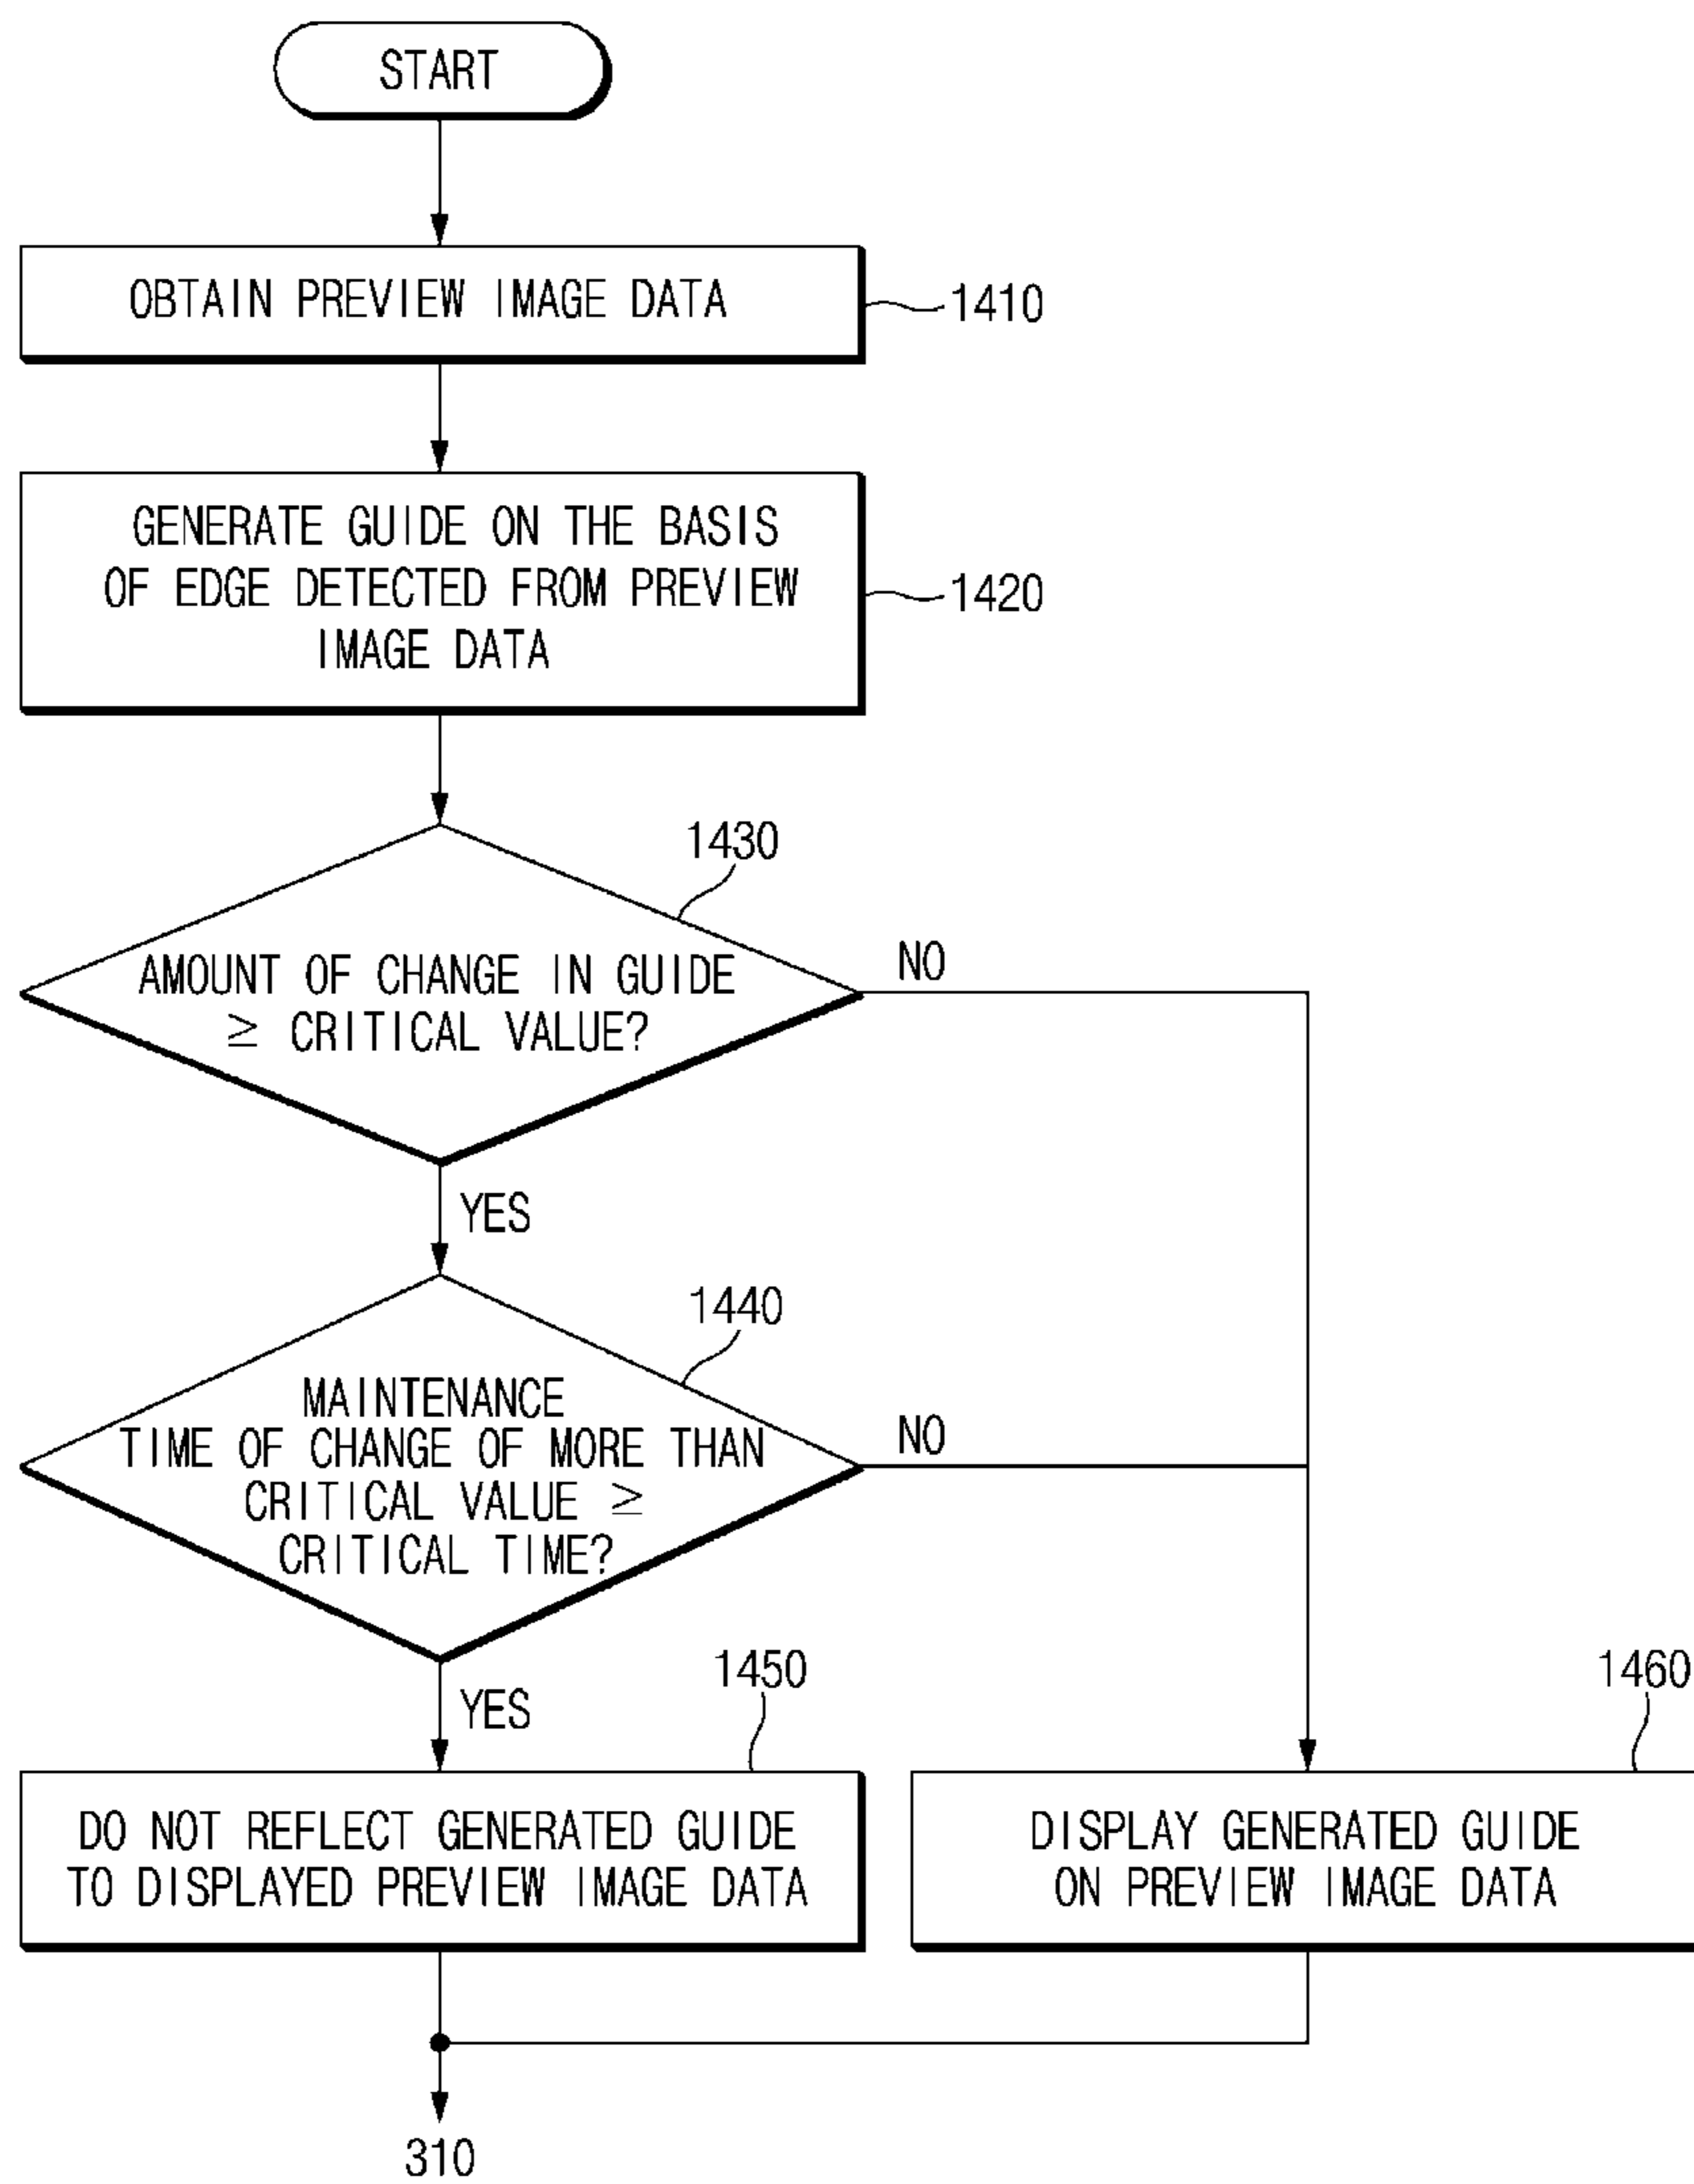 START
OBTAIN PREVIEW IMAGE DATA
1410
GENERATE GUIDE ON THE BASIS
OF EDGE DETECTED FROM PREVIEW
IMAGE DATA
1420
1430
AMOUNT OF CHANGE IN GUIDE
≥ CRITICAL VALUE?
NO
YES
1440
MAINTENANCE
TIME OF CHANGE OF MORE THAN
CRITICAL VALUE ≥
CRITICAL TIME?
NO
YES
1450
1460
DO NOT REFLECT GENERATED GUIDE
TO DISPLAYED PREVIEW IMAGE DATA
DISPLAY GENERATED GUIDE
ON PREVIEW IMAGE DATA
310